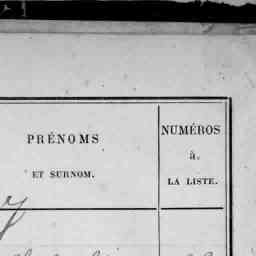 PRÉNOMS
ET SURNOM.
NUMÉROS
à.
LA LISTE.